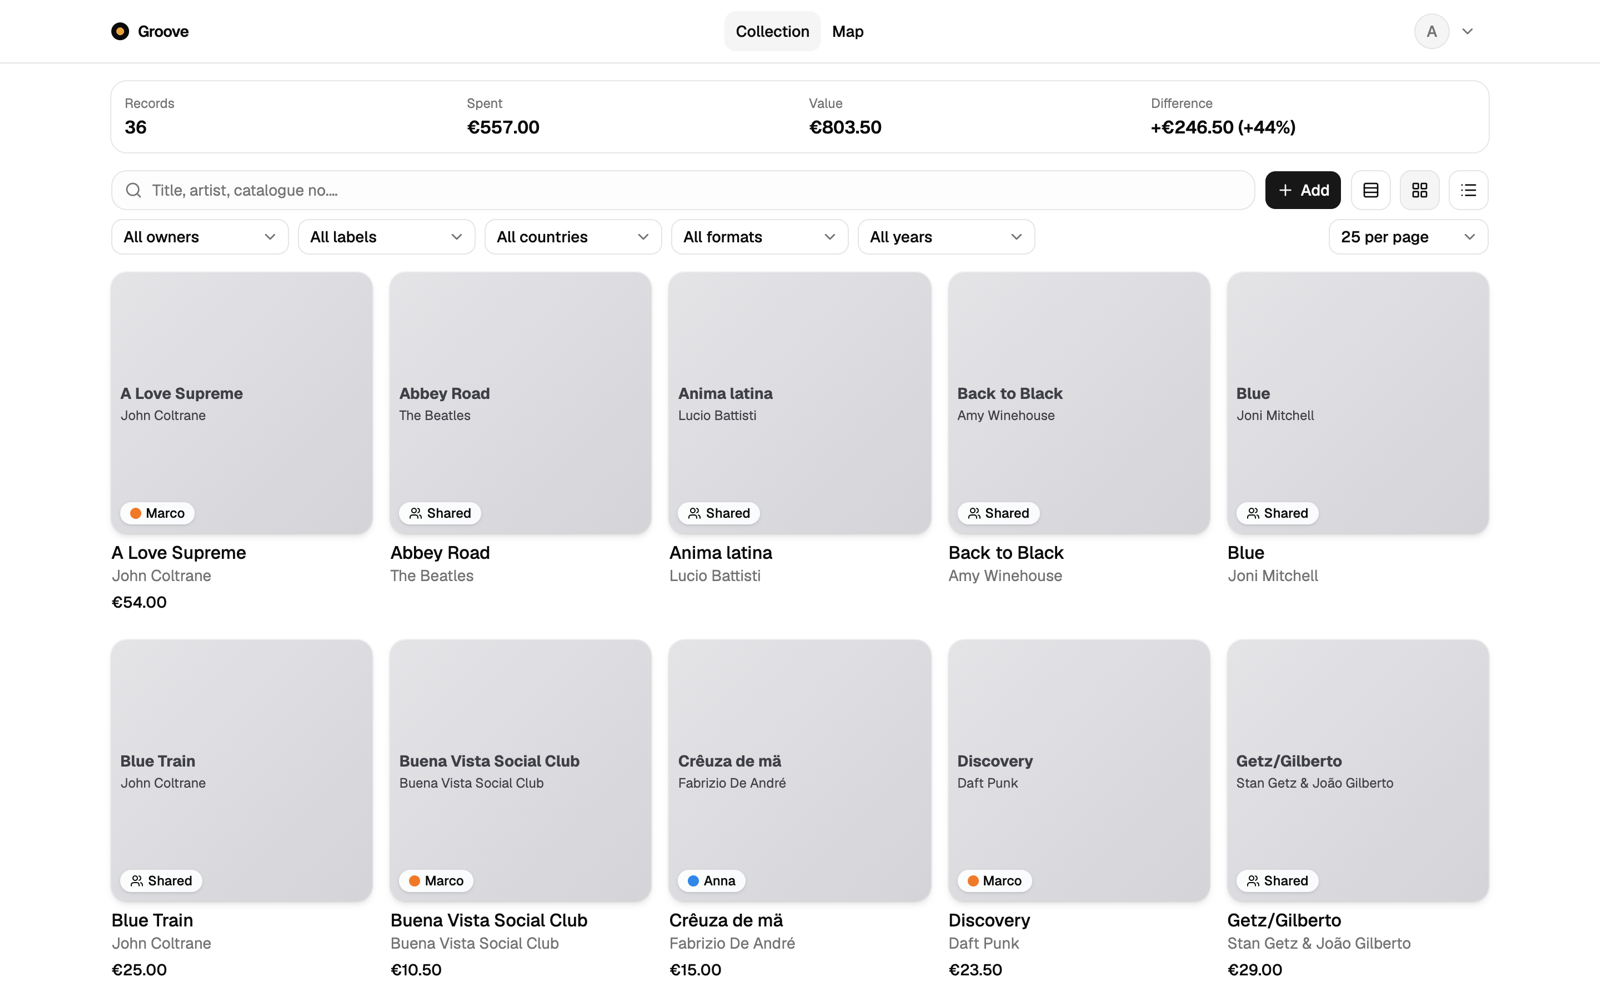 Groove
Collection
Map
A
Records
36
Spent
€557.00
Value
€803.50
Difference
+€246.50 (+44%)
Title, artist, catalogue no....
Add
All owners
All labels
All countries
All formats
All years
25 per page
A Love Supreme
John Coltrane
Marco
A Love Supreme
John Coltrane
€54.00
Abbey Road
The Beatles
Shared
Abbey Road
The Beatles
Anima latina
Lucio Battisti
Shared
Anima latina
Lucio Battisti
Back to Black
Amy Winehouse
Shared
Back to Black
Amy Winehouse
Blue
Joni Mitchell
Shared
Blue
Joni Mitchell
Blue Train
John Coltrane
Shared
Blue Train
John Coltrane
€25.00
Buena Vista Social Club
Buena Vista Social Club
Marco
Buena Vista Social Club
Buena Vista Social Club
€10.50
Crêuza de mä
Fabrizio De André
Anna
Crêuza de mä
Fabrizio De André
€15.00
Discovery
Daft Punk
Marco
Discovery
Daft Punk
€23.50
Getz/Gilberto
Stan Getz & João Gilberto
Shared
Getz/Gilberto
Stan Getz & João Gilberto
€29.00